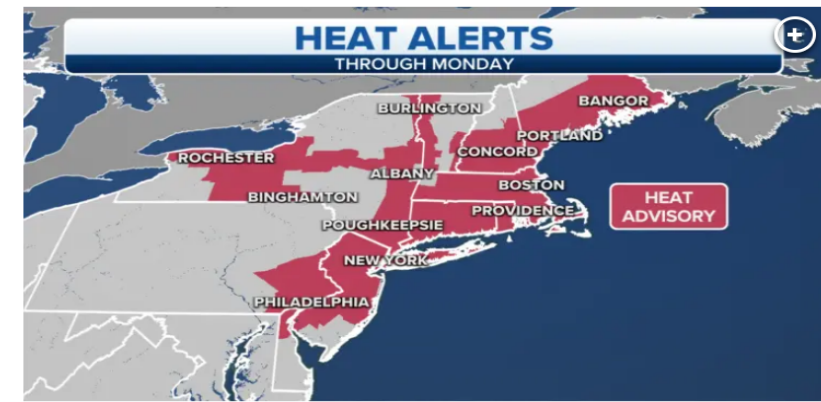 HEAT ALERTS
THROUGH MONDAY
BURLINGTON
BANGOR
PORTLAND
CONCORD
ROCHESTER
ALBANY
BOSTON
BINGHAMTON
PROVIDENCE
POUGHKEEPSIE
HEAT
ADVISORY
NEW YORK
PHILADELPHIA